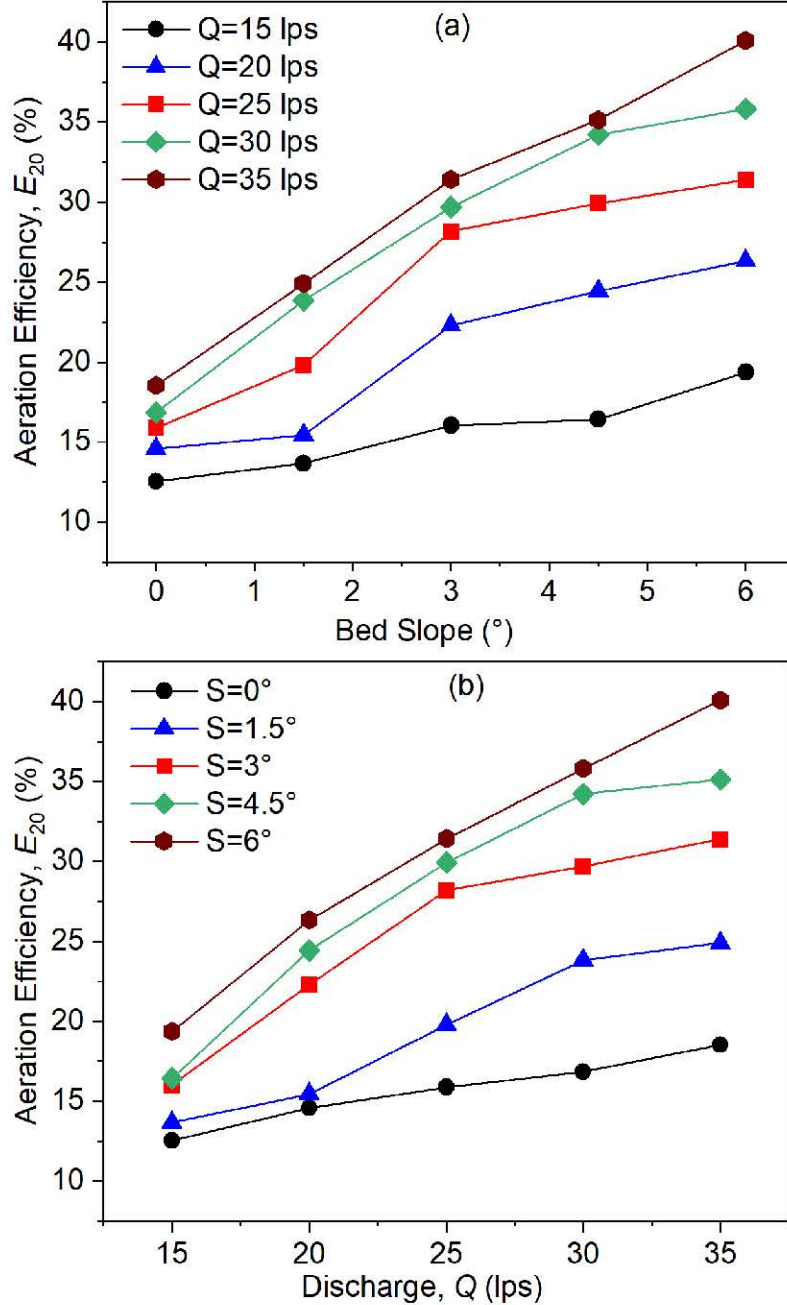 (a)
Q=15 lps
Q=20 lps
Q=25 lps
Q=30 lps
Q=35 lps
Aeration Efficiency, E20 (%)
40
35
30
25
20
15
10
0 1 2 3 4 5 6
Bed Slope (°)
(b)
S=0°
S=1.5°
S=3°
S=4.5°
S=6°
Aeration Efficiency, E20 (%)
40
35
30
25
20
15
10
15 20 25 30 35
Discharge, Q (lps)